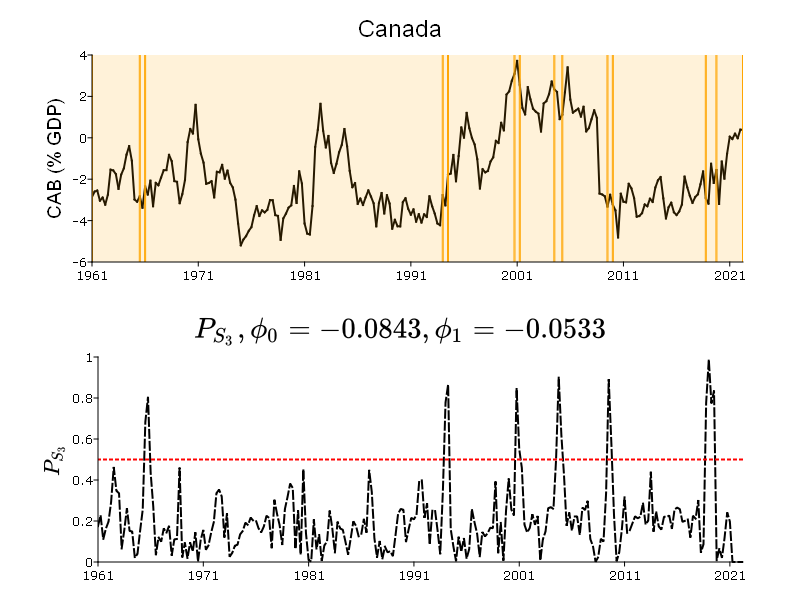 Canada
CAB (% GDP)
4
2
0
-2
-4
-6
1961 1971 1981 1991 2001 2011 2021
P_{S_3}, ϕ_0 = −0.0843, ϕ_1 = −0.0533
P_{S_3}
1
0.8
0.6
0.4
0.2
0
1961 1971 1981 1991 2001 2011 2021